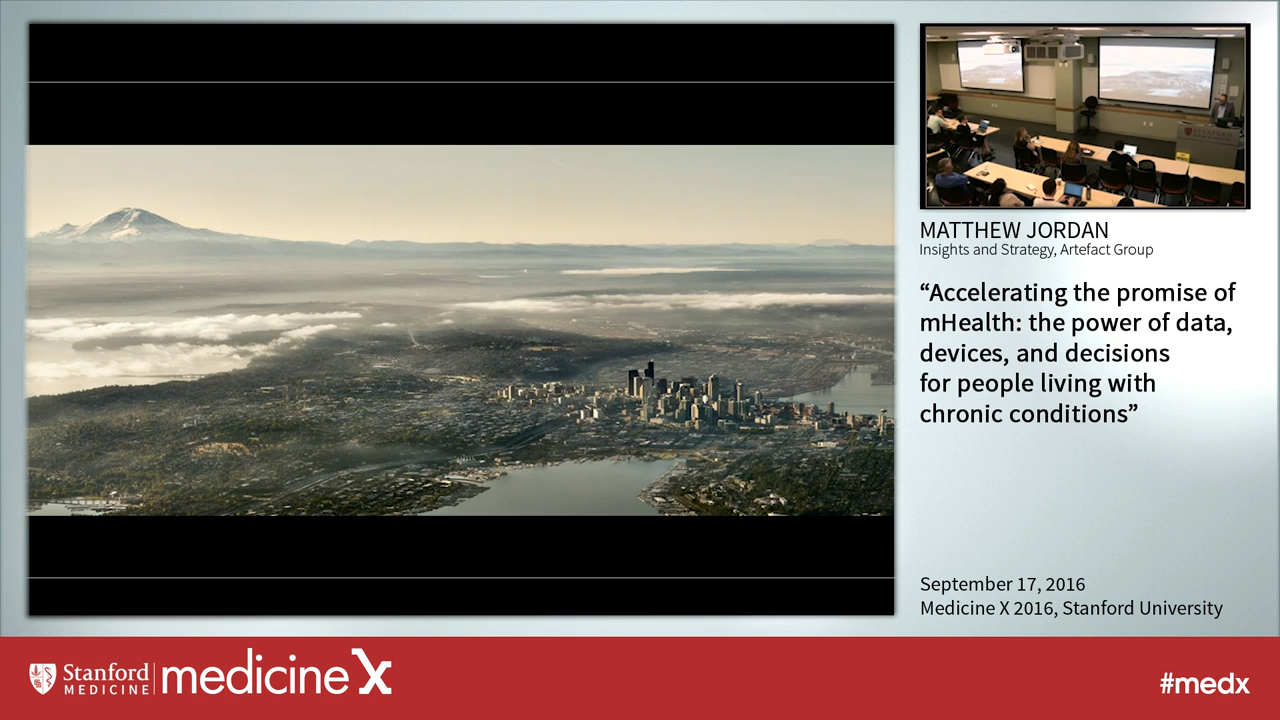 MATTHEW JORDAN
Insights and Strategy, Artefact Group
“Accelerating the promise of
mHealth: the power of data,
devices, and decisions
for people living with
chronic conditions”
September 17, 2016
Medicine X 2016, Stanford University
Stanford
MEDICINE
medicine X
#medx